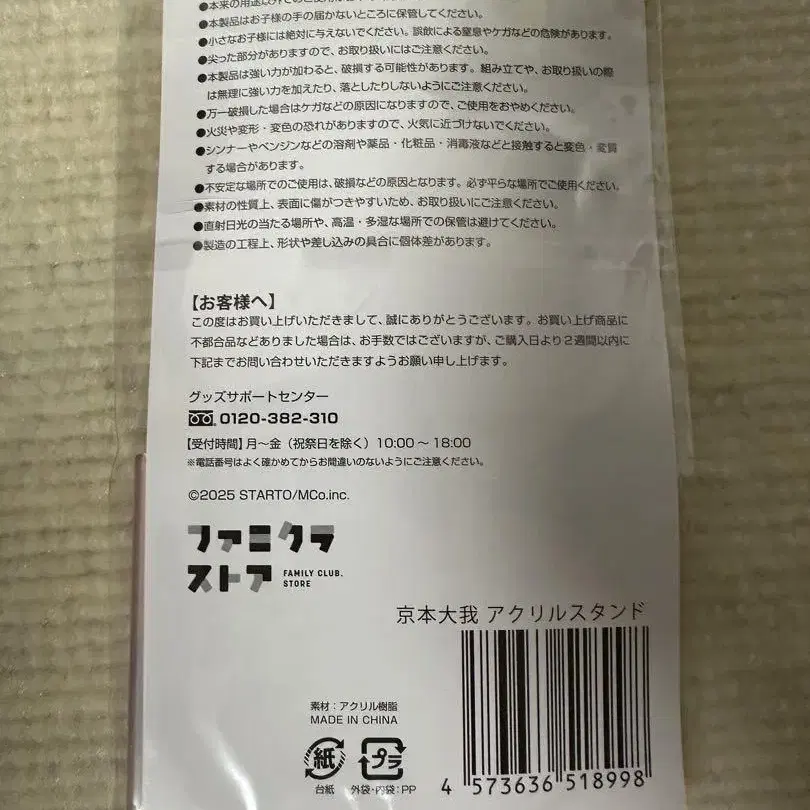 ●本来の用途以外でのご使用
●本製品はお子様の手の届かないところに保管してください。
●小さなお子様には絶対に与えないでください。誤飲による窒息やケガなどの危険があります。
●尖った部分がありますので、お取り扱いにはご注意ください。
●本製品は強い力が加わると、破損する可能性があります。組み立てや、お取り扱いの際
は無理に強い力を加えたり、落としたりしないようにご注意ください。
●万一破損した場合はケガなどの原因になりますので、ご使用をおやめください。
●火災や変形・変色の恐れがありますので、火気に近づけないでください。
●シンナーやベンジンなどの溶剤や薬品・化粧品・消毒液などと接触すると変色・変質
する場合があります。
●不安定な場所でのご使用は、破損などの原因となります。必ず平らな場所でご使用ください。
●素材の性質上、表面に傷がつきやすいため、お取り扱いにご注意ください。
●直射日光の当たる場所や、高温・多湿な場所での保管は避けてください。
●製造の工程上、形状や差し込みの具合に個体差があります。
【お客様へ】
この度はお買い上げいただきまして、誠にありがとうございます。お買い上げ商品に
不都合品などありました場合は、お手数ではございますが、ご購入日より2週間以内に
下記までお問い合わせいただきますようお願い申し上げます。
グッズサポートセンター
0120-382-310
【受付時間】月～金（祝祭日を除く）10:00～18:00
※電話番号はよく確かめてからお間違いのないようにご注意ください。
©2025 STARTO/MCo.inc.
ファミクラ
ストア
FAMILY CLUB.
STORE
京本大我 アクリルスタンド
素材：アクリル樹脂
MADE IN CHINA
紙 プラ
台紙 外袋・内袋：PP
4 573636 518998